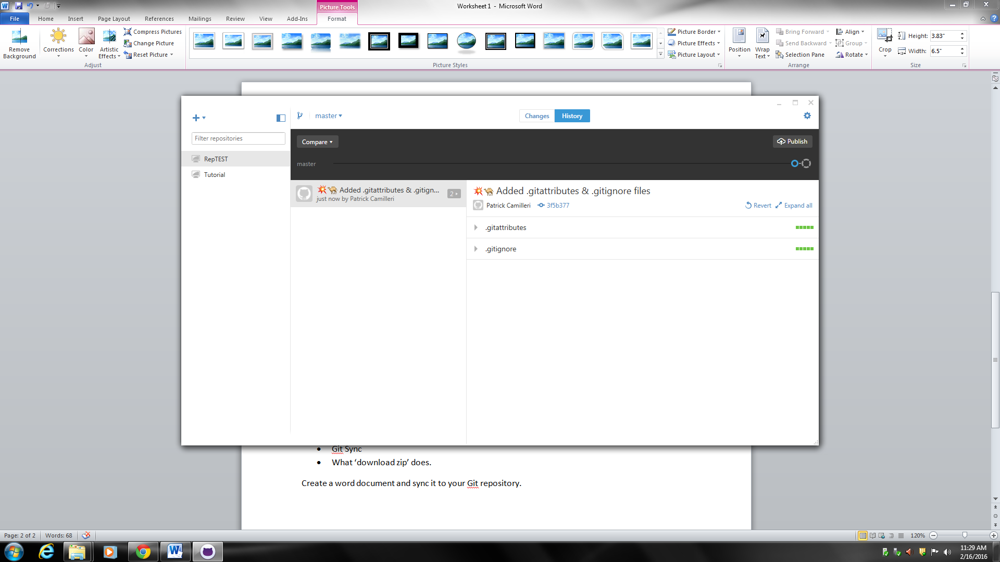 Picture Tools
Worksheet 1 - Microsoft Word
File Home Insert Page Layout References Mailings Review View Add-Ins Format
Remove Background
Corrections
Color
Artistic Effects
Compress Pictures
Change Picture
Reset Picture
Adjust
Picture Styles
Picture Border
Picture Effects
Picture Layout
Position
Wrap Text
Bring Forward
Send Backward
Selection Pane
Align
Group
Rotate
Arrange
Crop
Height: 3.83"
Width: 6.5"
Size
master
Changes History
Filter repositories
RepTEST
Tutorial
Compare
Publish
master
Added .gitattributes & .gitign...
just now by Patrick Camilleri
2
Added .gitattributes & .gitignore files
Patrick Camilleri 3f5b377
Revert Expand all
.gitattributes
.gitignore
• Git Sync
• What ‘download zip’ does.
Create a word document and sync it to your Git repository.
Page: 2 of 2 Words: 68
120%
11:29 AM
2/16/2016